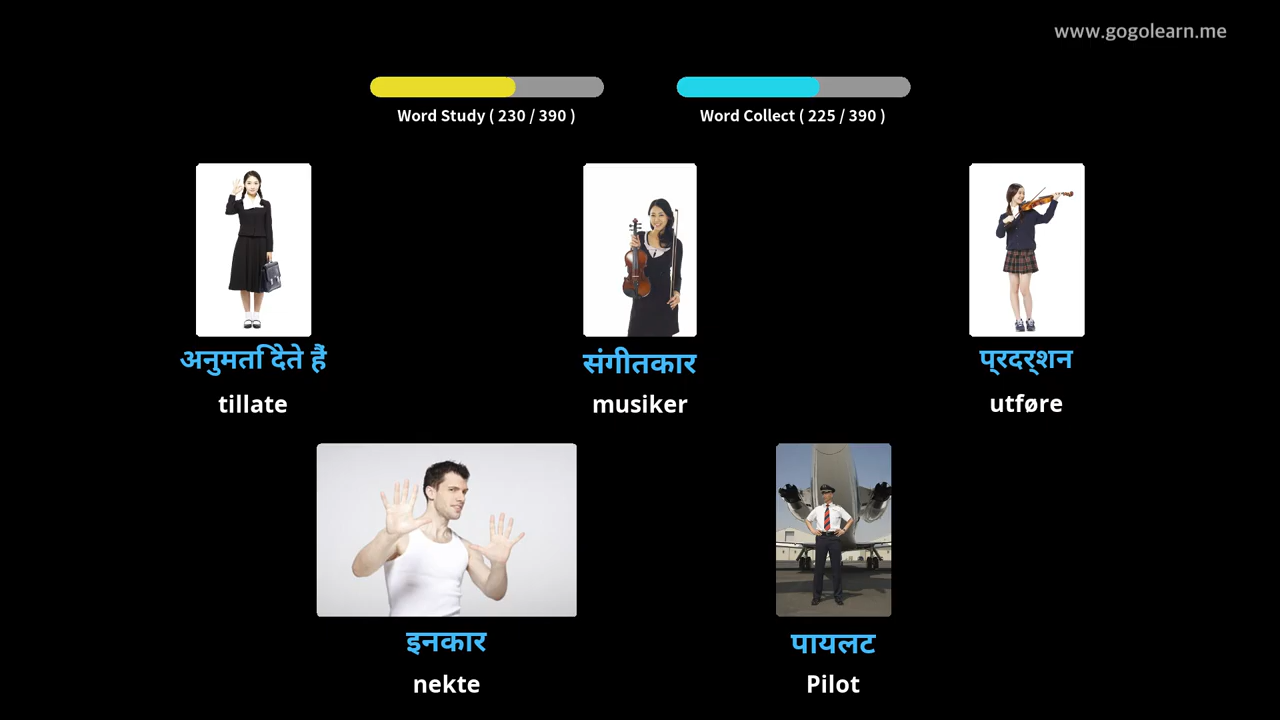 www.gogolearn.me
Word Study ( 230 / 390 )
Word Collect ( 225 / 390 )
अनुमति देते हैं
tillate
संगीतकार
musiker
प्रदर्शन
utføre
इनकार
nekte
पायलट
Pilot